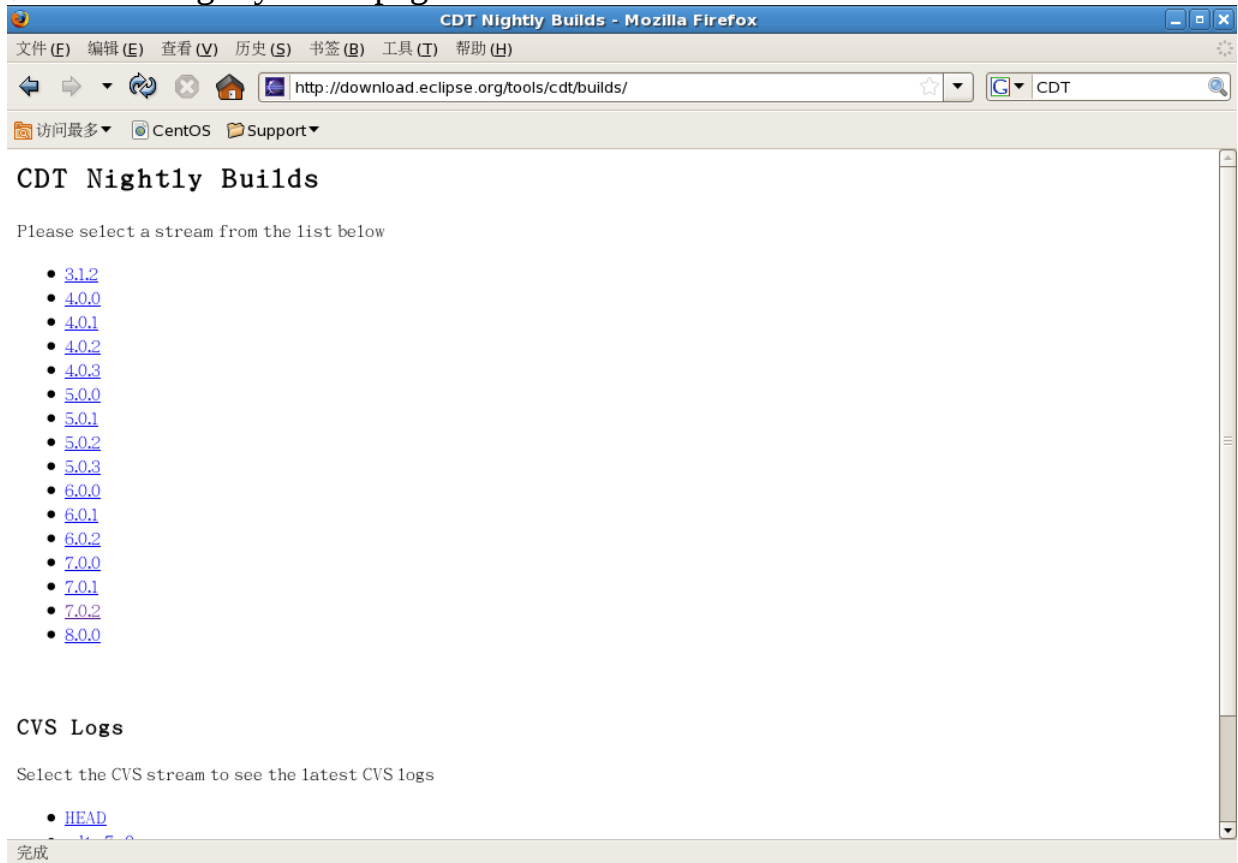 CDT Nightly Builds - Mozilla Firefox
文件(F) 编辑(E) 查看(V) 历史(S) 书签(B) 工具(T) 帮助(H)
http://download.eclipse.org/tools/cdt/builds/ G CDT
访问最多 CentOS Support
CDT Nightly Builds
Please select a stream from the list below
3.1.2
4.0.0
4.0.1
4.0.2
4.0.3
5.0.0
5.0.1
5.0.2
5.0.3
6.0.0
6.0.1
6.0.2
7.0.0
7.0.1
7.0.2
8.0.0
CVS Logs
Select the CVS stream to see the latest CVS logs
HEAD
完成